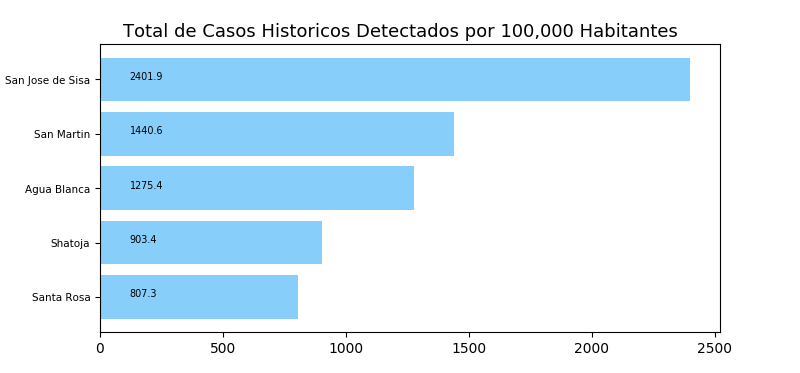 Total de Casos Historicos Detectados por 100,000 Habitantes
San Jose de Sisa 2401.9
San Martin 1440.6
Agua Blanca 1275.4
Shatoja 903.4
Santa Rosa 807.3
0 500 1000 1500 2000 2500